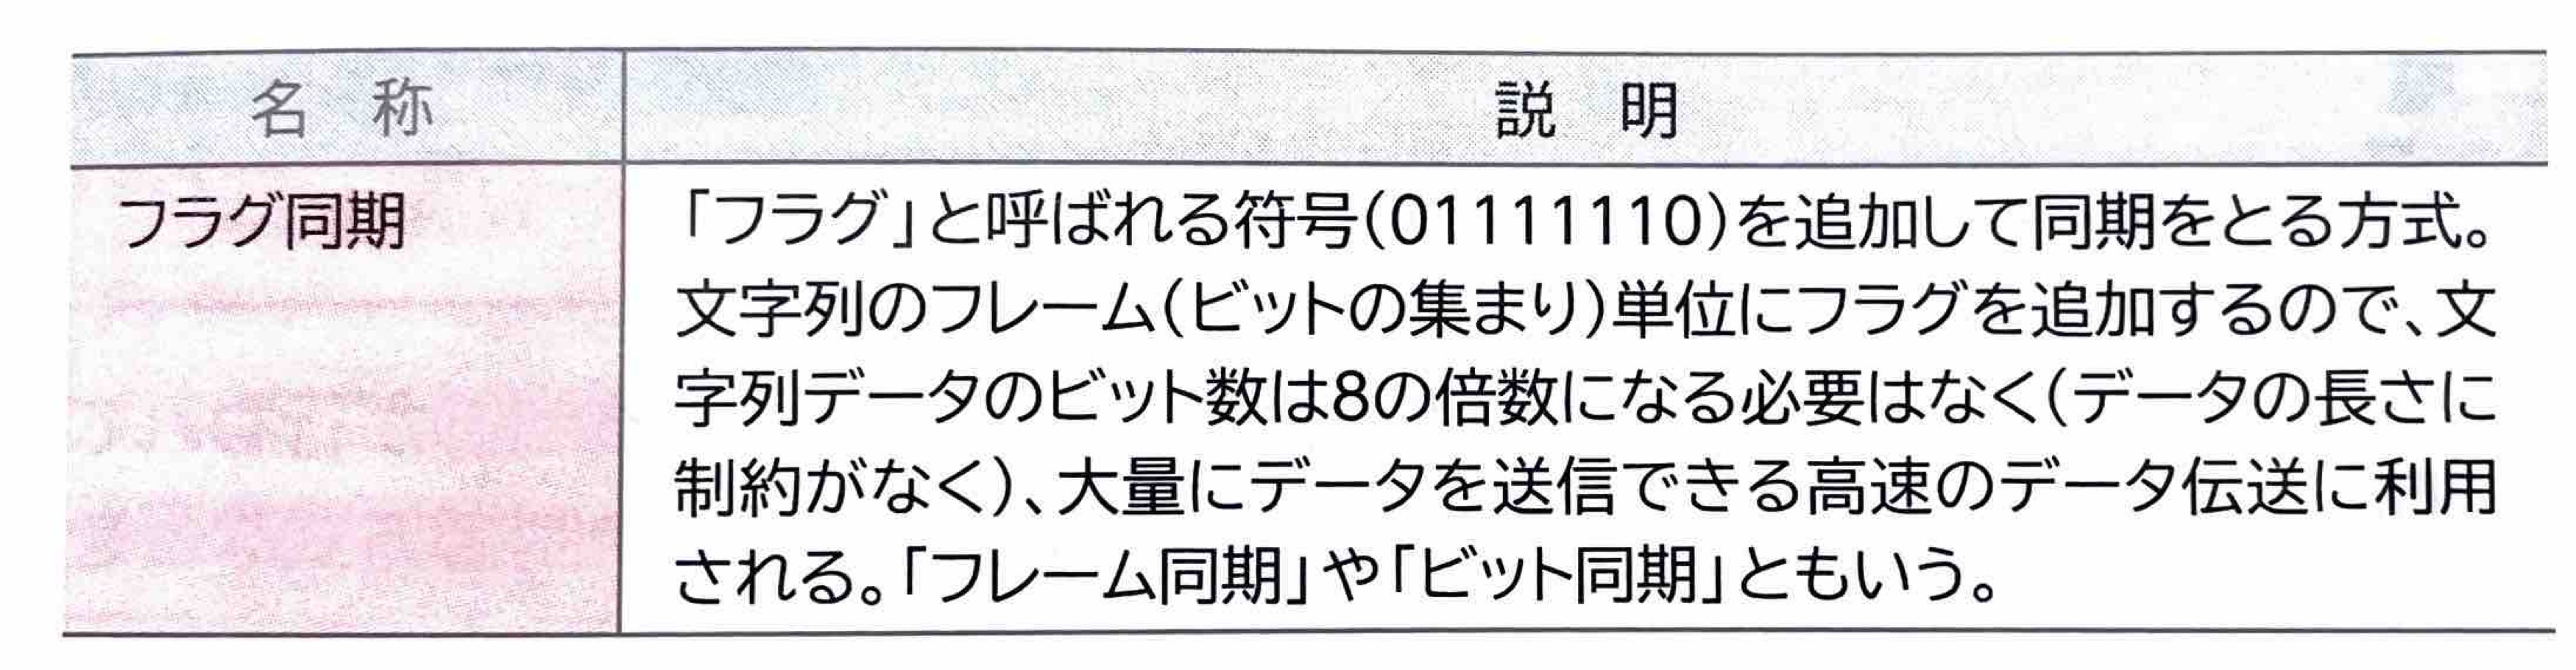 名 称
説 明
フラグ同期
「フラグ」と呼ばれる符号(01111110)を追加して同期をとる方式。
文字列のフレーム(ビットの集まり)単位にフラグを追加するので、文
字列データのビット数は8の倍数になる必要はなく(データの長さに
制約がなく)、大量にデータを送信できる高速のデータ伝送に利用
される。「フレーム同期」や「ビット同期」ともいう。